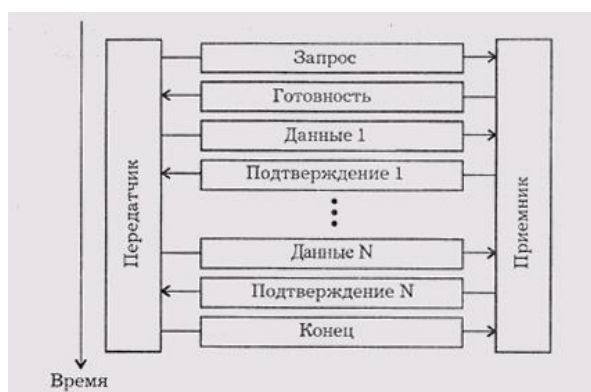 Запрос
Готовность
Данные 1
Подтверждение 1
Данные N
Подтверждение N
Конец
Передатчик
Приемник
Время